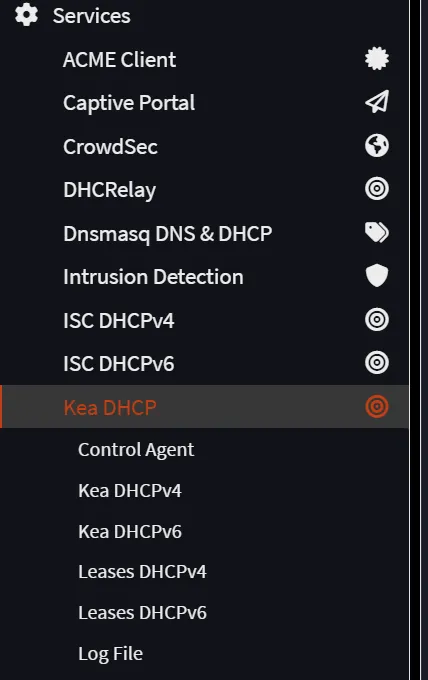 Services
ACME Client
Captive Portal
CrowdSec
DHCRelay
Dnsmasq DNS & DHCP
Intrusion Detection
ISC DHCPv4
ISC DHCPv6
Kea DHCP
Control Agent
Kea DHCPv4
Kea DHCPv6
Leases DHCPv4
Leases DHCPv6
Log File